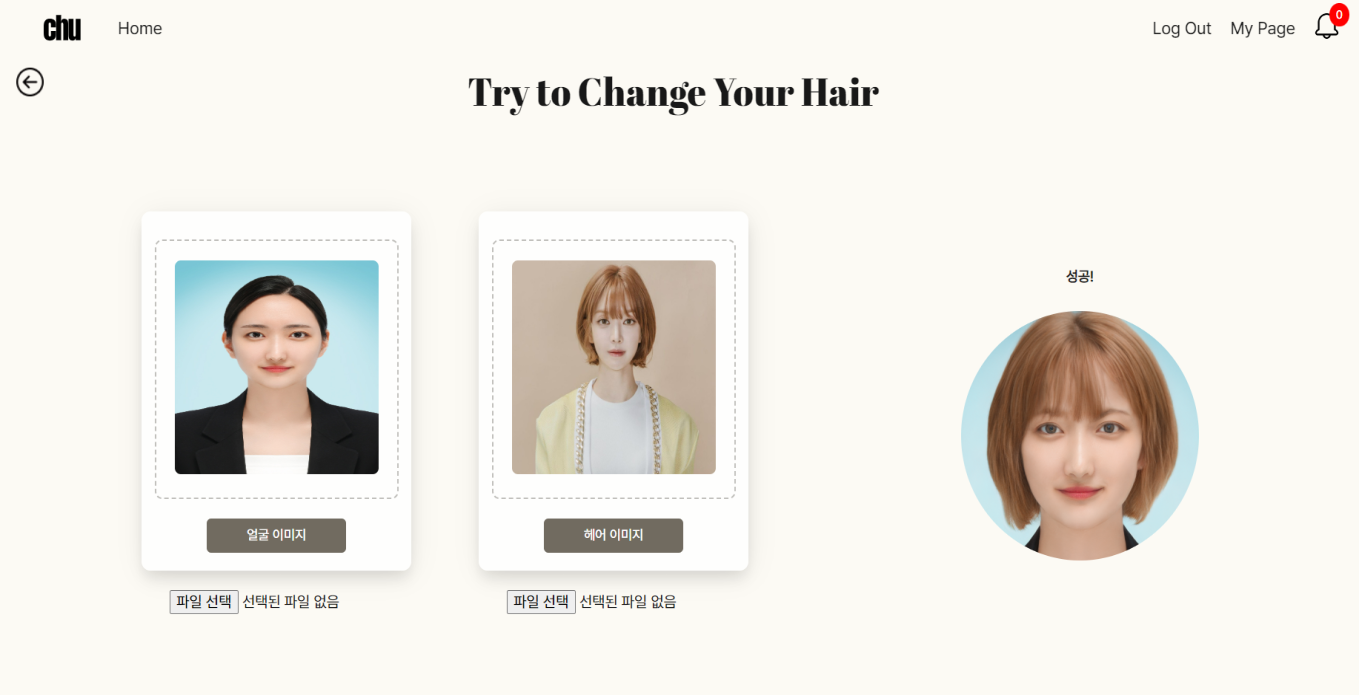 chu
Home
Log Out
My Page
0
Try to Change Your Hair
성공!
얼굴 이미지
헤어 이미지
파일 선택 선택된 파일 없음
파일 선택 선택된 파일 없음